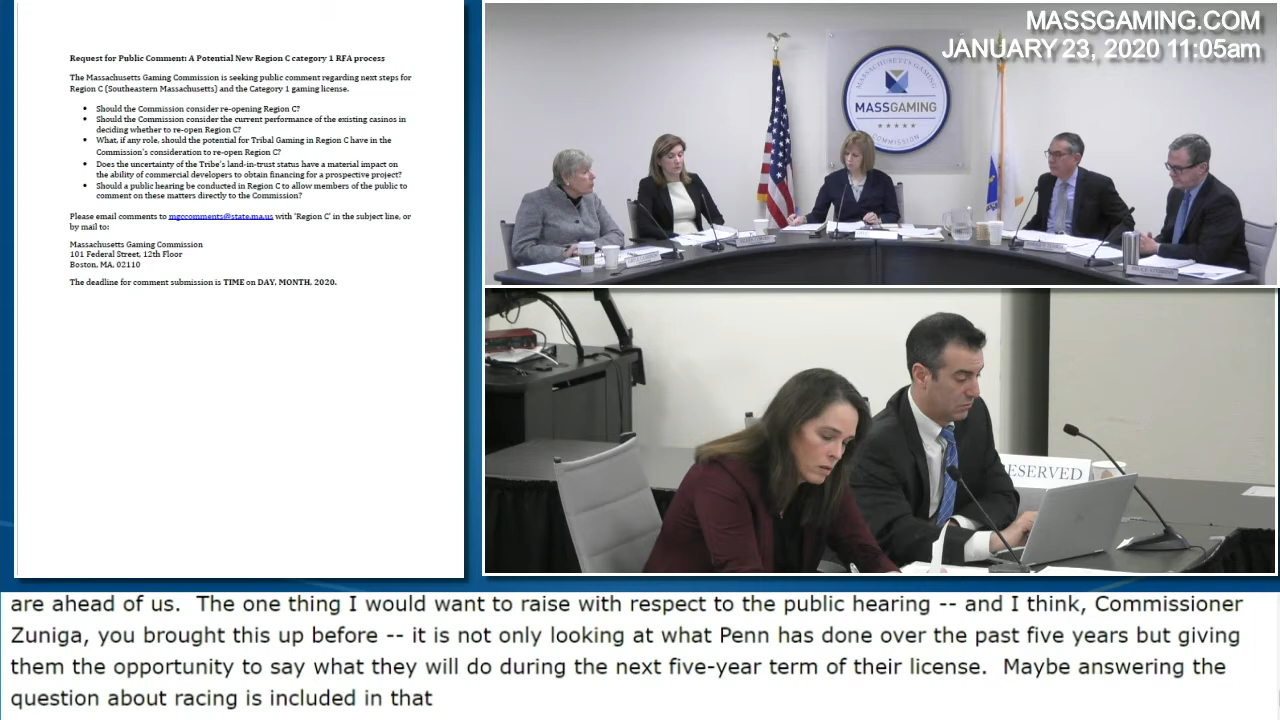 Request for Public Comment: A Potential New Region C category 1 RFA process
The Massachusetts Gaming Commission is seeking public comment regarding next steps for
Region C (Southeastern Massachusetts) and the Category 1 gaming license.
• Should the Commission consider re-opening Region C?
• Should the Commission consider the current performance of the existing casinos in
deciding whether to re-open Region C?
• What, if any role, should the potential for Tribal Gaming in Region C have in the
Commission's consideration to re-open Region C?
• Does the uncertainty of the Tribe's land-in-trust status have a material impact on
the ability of commercial developers to obtain financing for a prospective project?
• Should a public hearing be conducted in Region C to allow members of the public to
comment on these matters directly to the Commission?
Please email comments to mgccomments@state.ma.us with 'Region C' in the subject line, or
by mail to:
Massachusetts Gaming Commission
101 Federal Street, 12th Floor
Boston, MA, 02110
The deadline for comment submission is TIME on DAY, MONTH, 2020.
MASSGAMING.COM
JANUARY 23, 2020 11:05am
MASSACHUSETTS GAMING
MASSGAMING
COMMISSION
ESERVED
are ahead of us.  The one thing I would want to raise with respect to the public hearing -- and I think, Commissioner
Zuniga, you brought this up before -- it is not only looking at what Penn has done over the past five years but giving
them the opportunity to say what they will do during the next five-year term of their license.  Maybe answering the
question about racing is included in that